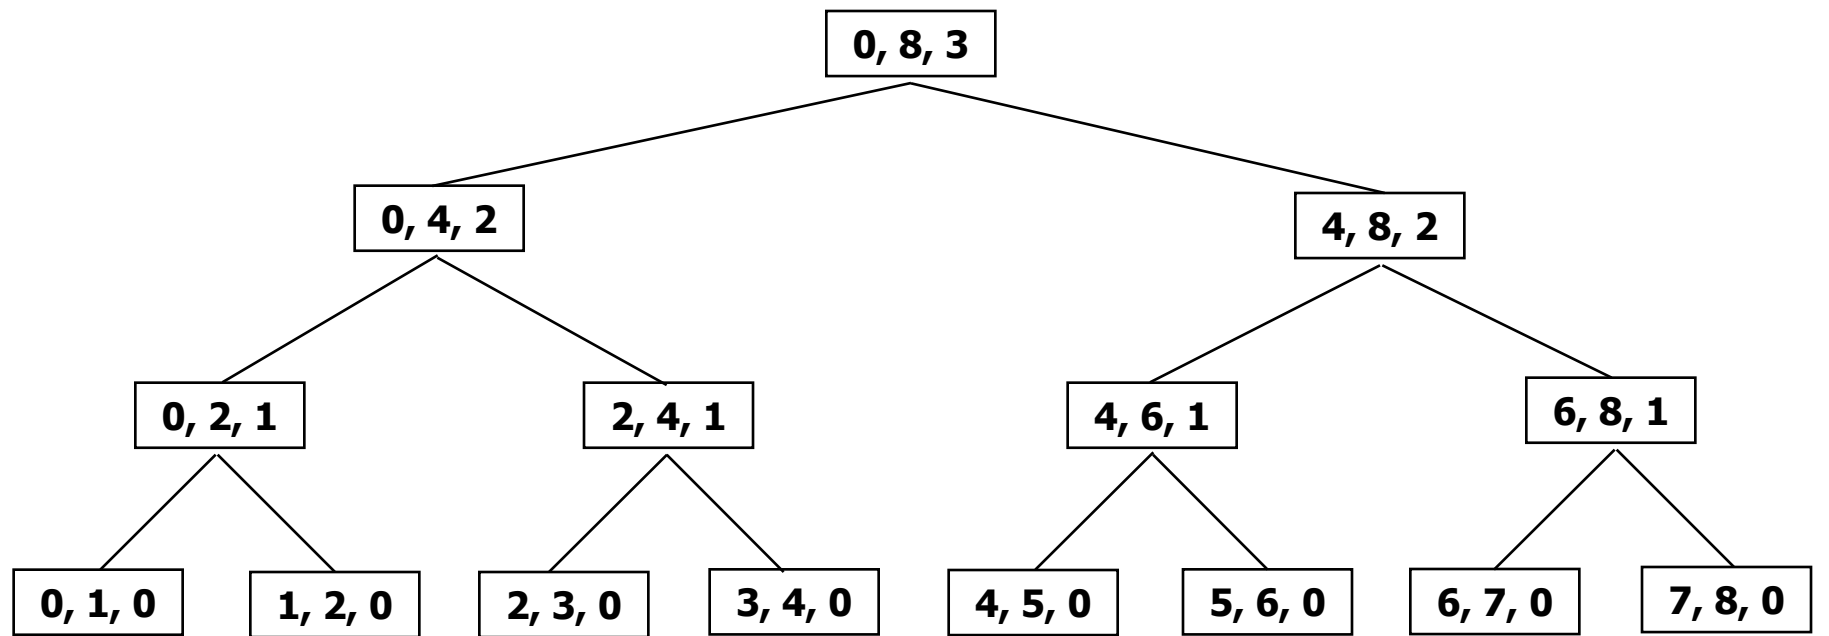 0, 8, 3
0, 4, 2
4, 8, 2
0, 2, 1
2, 4, 1
4, 6, 1
6, 8, 1
0, 1, 0
1, 2, 0
2, 3, 0
3, 4, 0
4, 5, 0
5, 6, 0
6, 7, 0
7, 8, 0